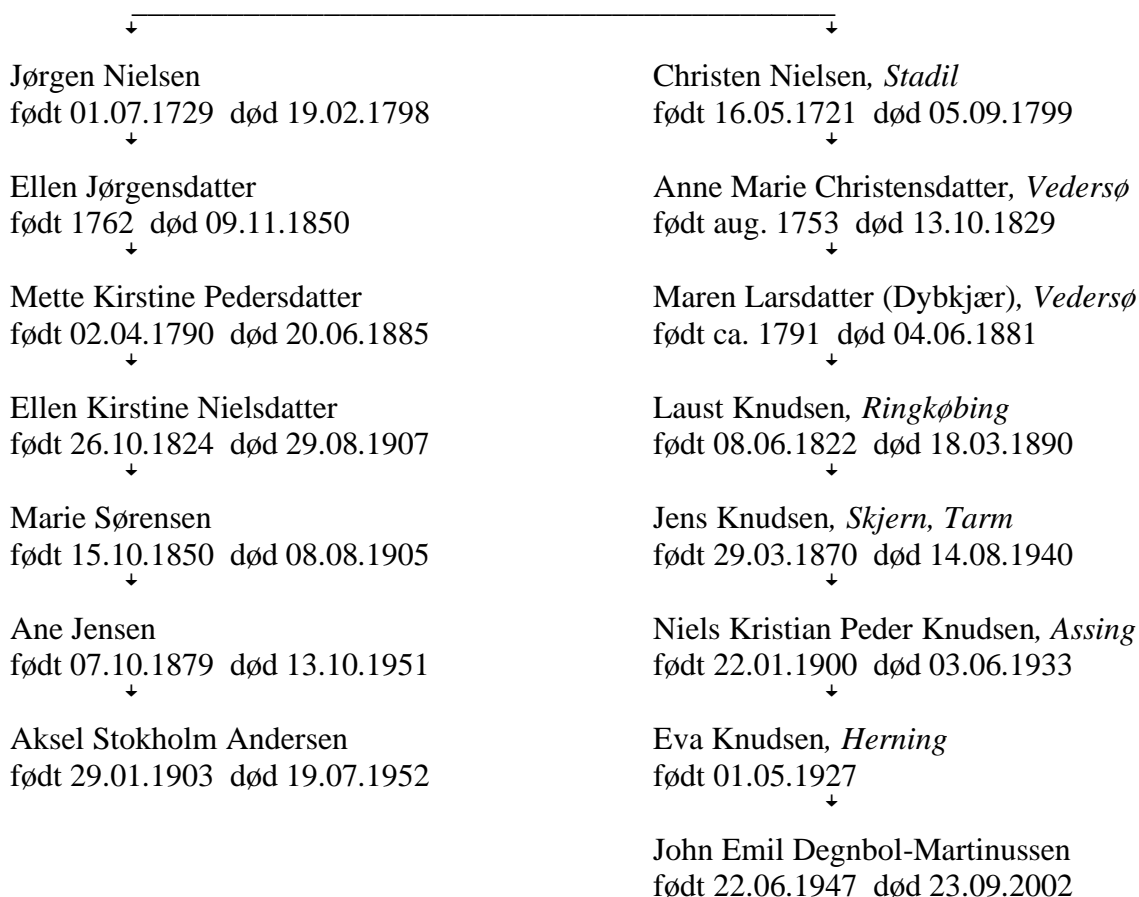 Jørgen Nielsen
født 01.07.1729 død 19.02.1798
Ellen Jørgensdatter
født 1762 død 09.11.1850
Mette Kirstine Pedersdatter
født 02.04.1790 død 20.06.1885
Ellen Kirstine Nielsdatter
født 26.10.1824 død 29.08.1907
Marie Sørensen
født 15.10.1850 død 08.08.1905
Ane Jensen
født 07.10.1879 død 13.10.1951
Aksel Stokholm Andersen
født 29.01.1903 død 19.07.1952
Christen Nielsen, Stadil
født 16.05.1721 død 05.09.1799
Anne Marie Christensdatter, Vedersø
født aug. 1753 død 13.10.1829
Maren Larsdatter (Dybkjær), Vedersø
født ca. 1791 død 04.06.1881
Laust Knudsen, Ringkøbing
født 08.06.1822 død 18.03.1890
Jens Knudsen, Skjern, Tarm
født 29.03.1870 død 14.08.1940
Niels Kristian Peder Knudsen, Assing
født 22.01.1900 død 03.06.1933
Eva Knudsen, Herning
født 01.05.1927
John Emil Degnbol-Martinussen
født 22.06.1947 død 23.09.2002